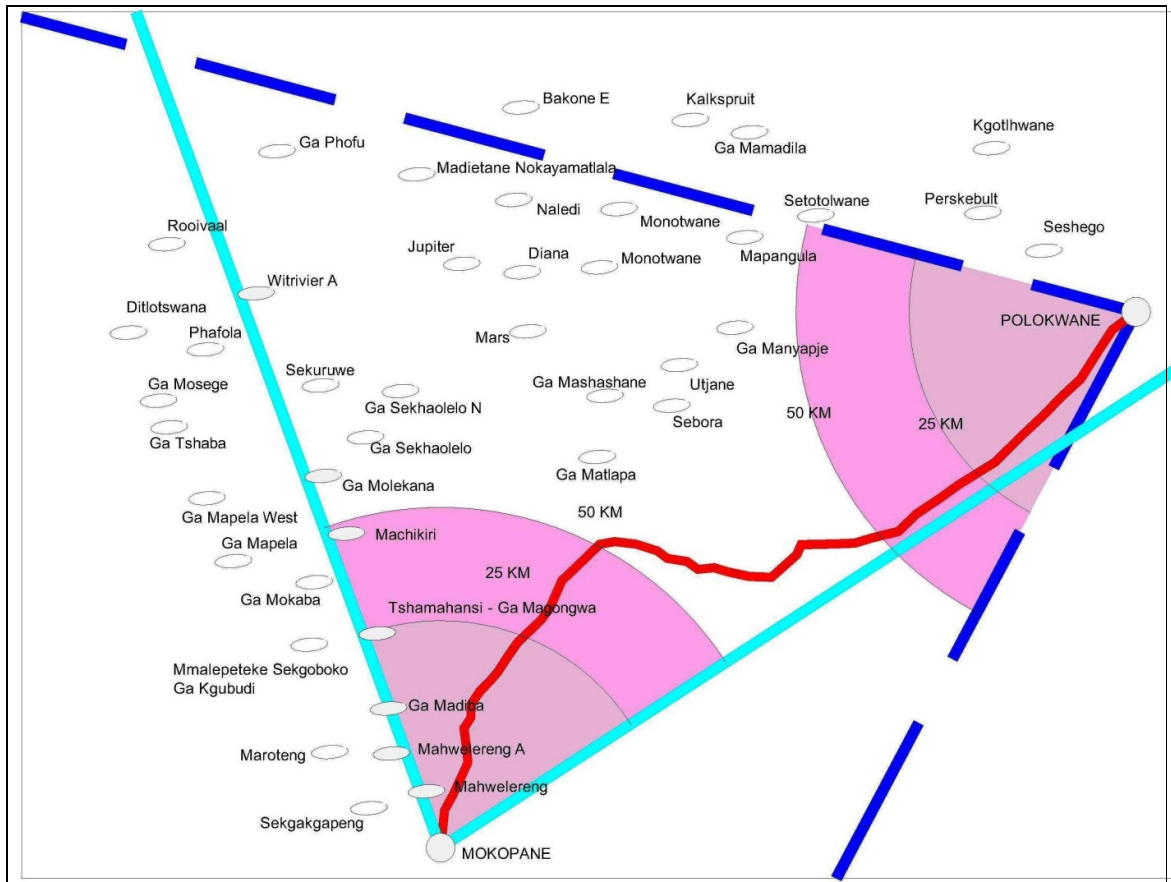 Bakone E
Kalkspruit
Ga Mamadila
Kgotlhwane
Ga Phofu
Madietane Nokayamatlala
Naledi
Monotwane
Setotolwane
Perskebult
Seshego
Rooivaal
Jupiter
Diana
Monotwane
Mapangula
Witrivier A
Ditlotswana
Phafola
Mars
Ga Manyapje
POLOKWANE
Sekuruwe
Ga Mosege
Ga Sekhaolelo N
Ga Mashashane
Utjane
Sebora
50 KM
25 KM
Ga Tshaba
Ga Sekhaolelo
Ga Matlapa
Ga Molekana
Ga Mapela West
50 KM
Machikiri
Ga Mapela
25 KM
Ga Mokaba
Tshamahansi - Ga Magongwa
Mmalepeteke Sekgoboko
Ga Kgubudi
Ga Madiba
Maroteng
Mahwelereng A
Mahwelereng
Sekgakgapeng
MOKOPANE